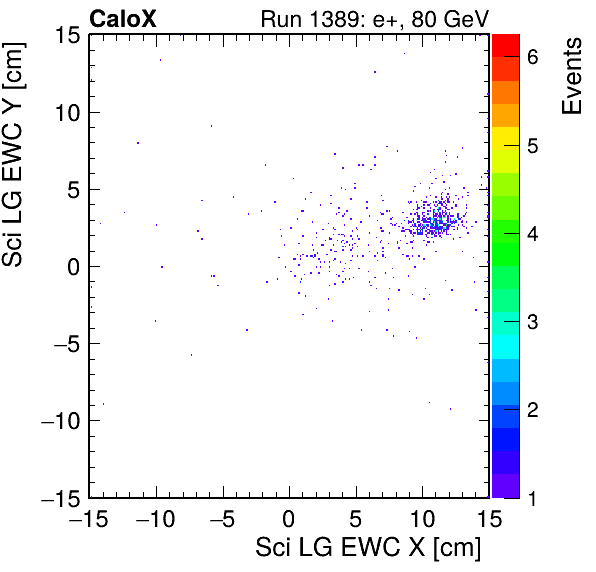 CaloX Run 1389: e+, 80 GeV
Sci LG EWC Y [cm]
15
10
5
0
−5
−10
−15
−15 −10 −5 0 5 10 15
Sci LG EWC X [cm]
Events
6
5
4
3
2
1